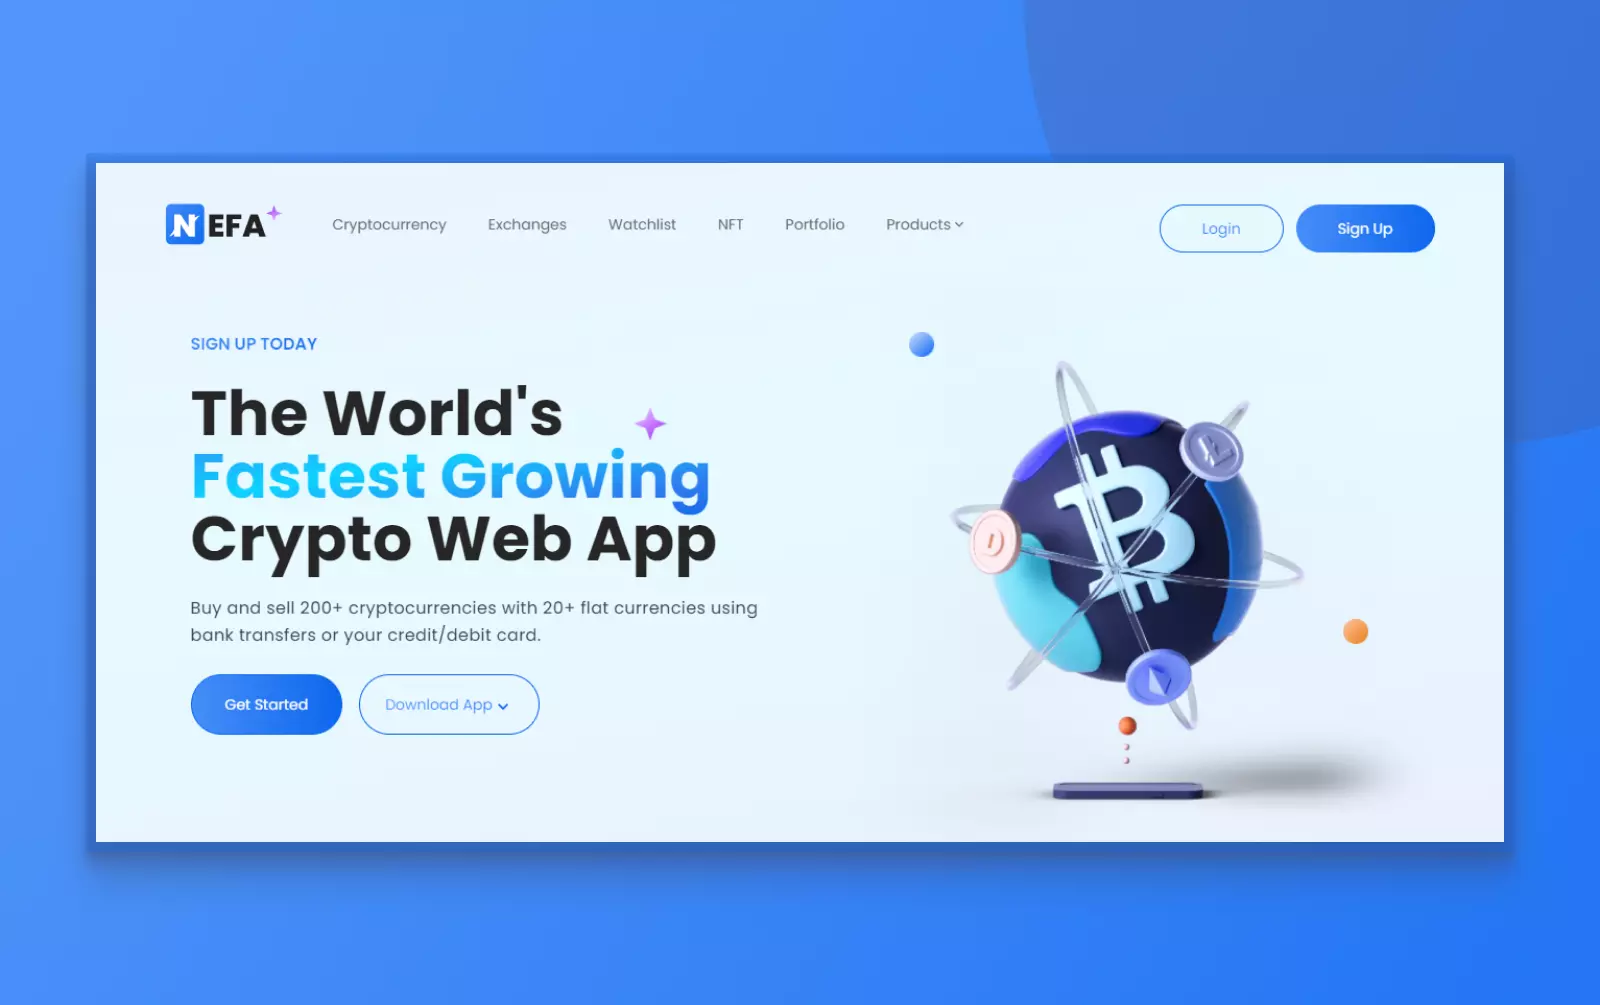 NEFA
Cryptocurrency
Exchanges
Watchlist
NFT
Portfolio
Products
Login
Sign Up
SIGN UP TODAY
The World's
Fastest Growing
Crypto Web App
Buy and sell 200+ cryptocurrencies with 20+ flat currencies using
bank transfers or your credit/debit card.
Get Started
Download App